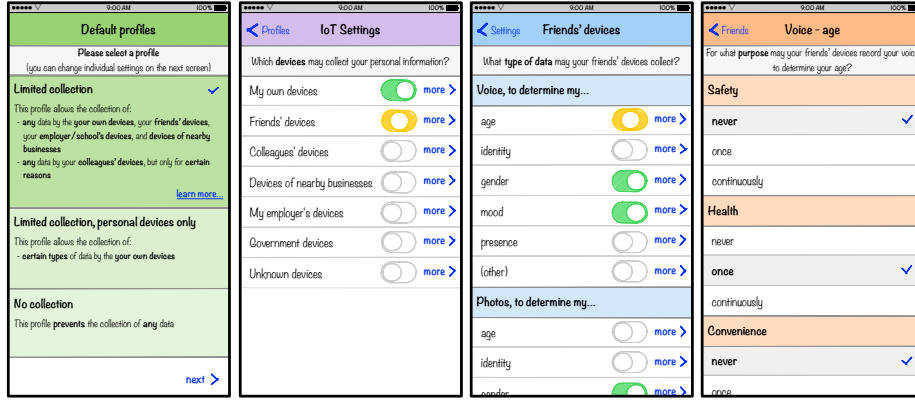 9:00 AM 100%
Default profiles
Please select a profile
(you can change individual settings on the next screen)
Limited collection
This profile allows the collection of:
- any data by the your own devices, your friends' devices,
your employer/school's devices, and devices of nearby
businesses
- any data by your colleagues' devices, but only for certain
reasons
learn more...
Limited collection, personal devices only
This profile allows the collection of:
- certain types of data by the your own devices
No collection
This profile prevents the collection of any data
next >
9:00 AM 100%
Profiles IoT Settings
Which devices may collect your personal information?
My own devices more >
Friends' devices more >
Colleagues' devices more >
Devices of nearby businesses more >
My employer's devices more >
Government devices more >
Unknown devices more >
9:00 AM 100%
Settings Friends' devices
What type of data may your friends' devices collect?
Voice, to determine my...
age more >
identity more >
gender more >
mood more >
presence more >
(other) more >
Photos, to determine my...
age more >
identity more >
gender more >
9:00 AM 100%
Friends Voice - age
For what purpose may your friends' devices record your voice
to determine your age?
Safety
never
once
continuously
Health
never
once
continuously
Convenience
never
once